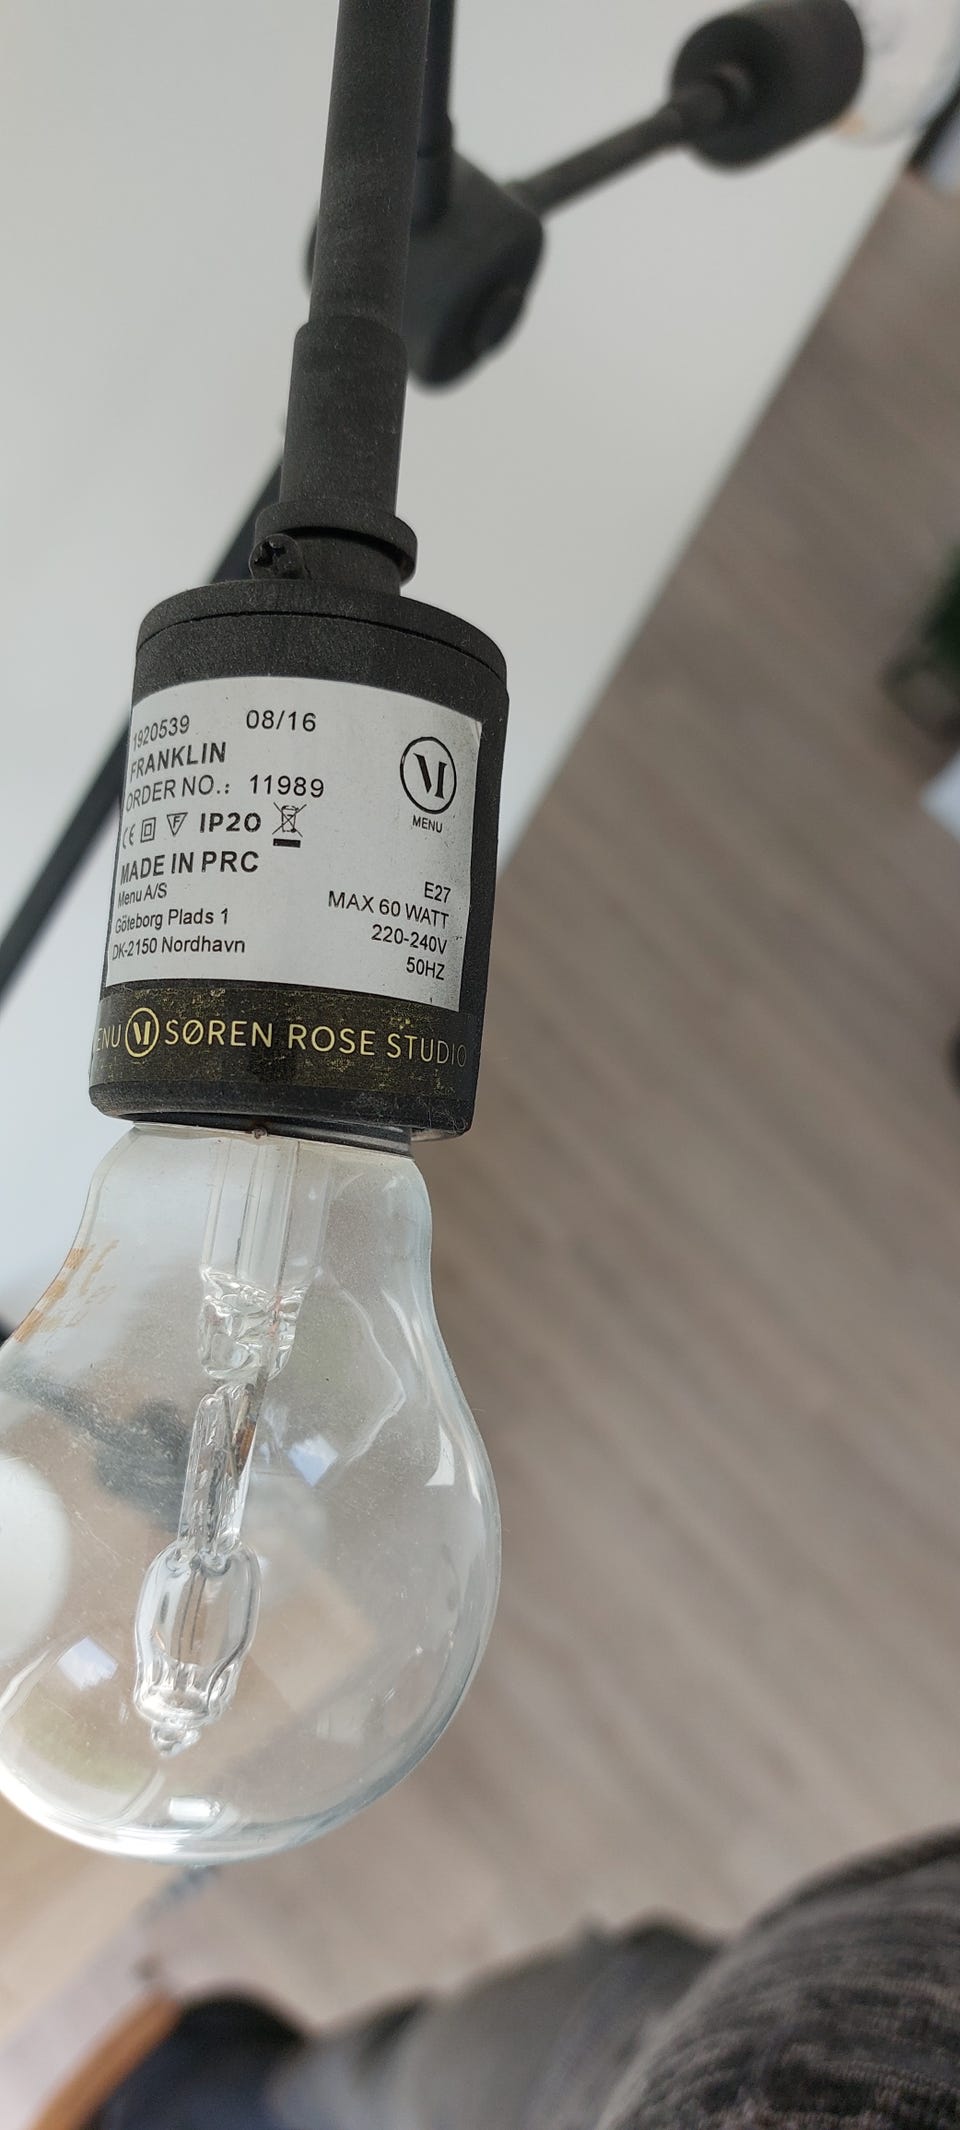 1920539 08/16
FRANKLIN
ORDER NO.: 11989
CE F IP20
MADE IN PRC
Menu A/S
Göteborg Plads 1
DK-2150 Nordhavn
M
MENU
E27
MAX 60 WATT
220-240V
50HZ
MENU M SØREN ROSE STUDIO